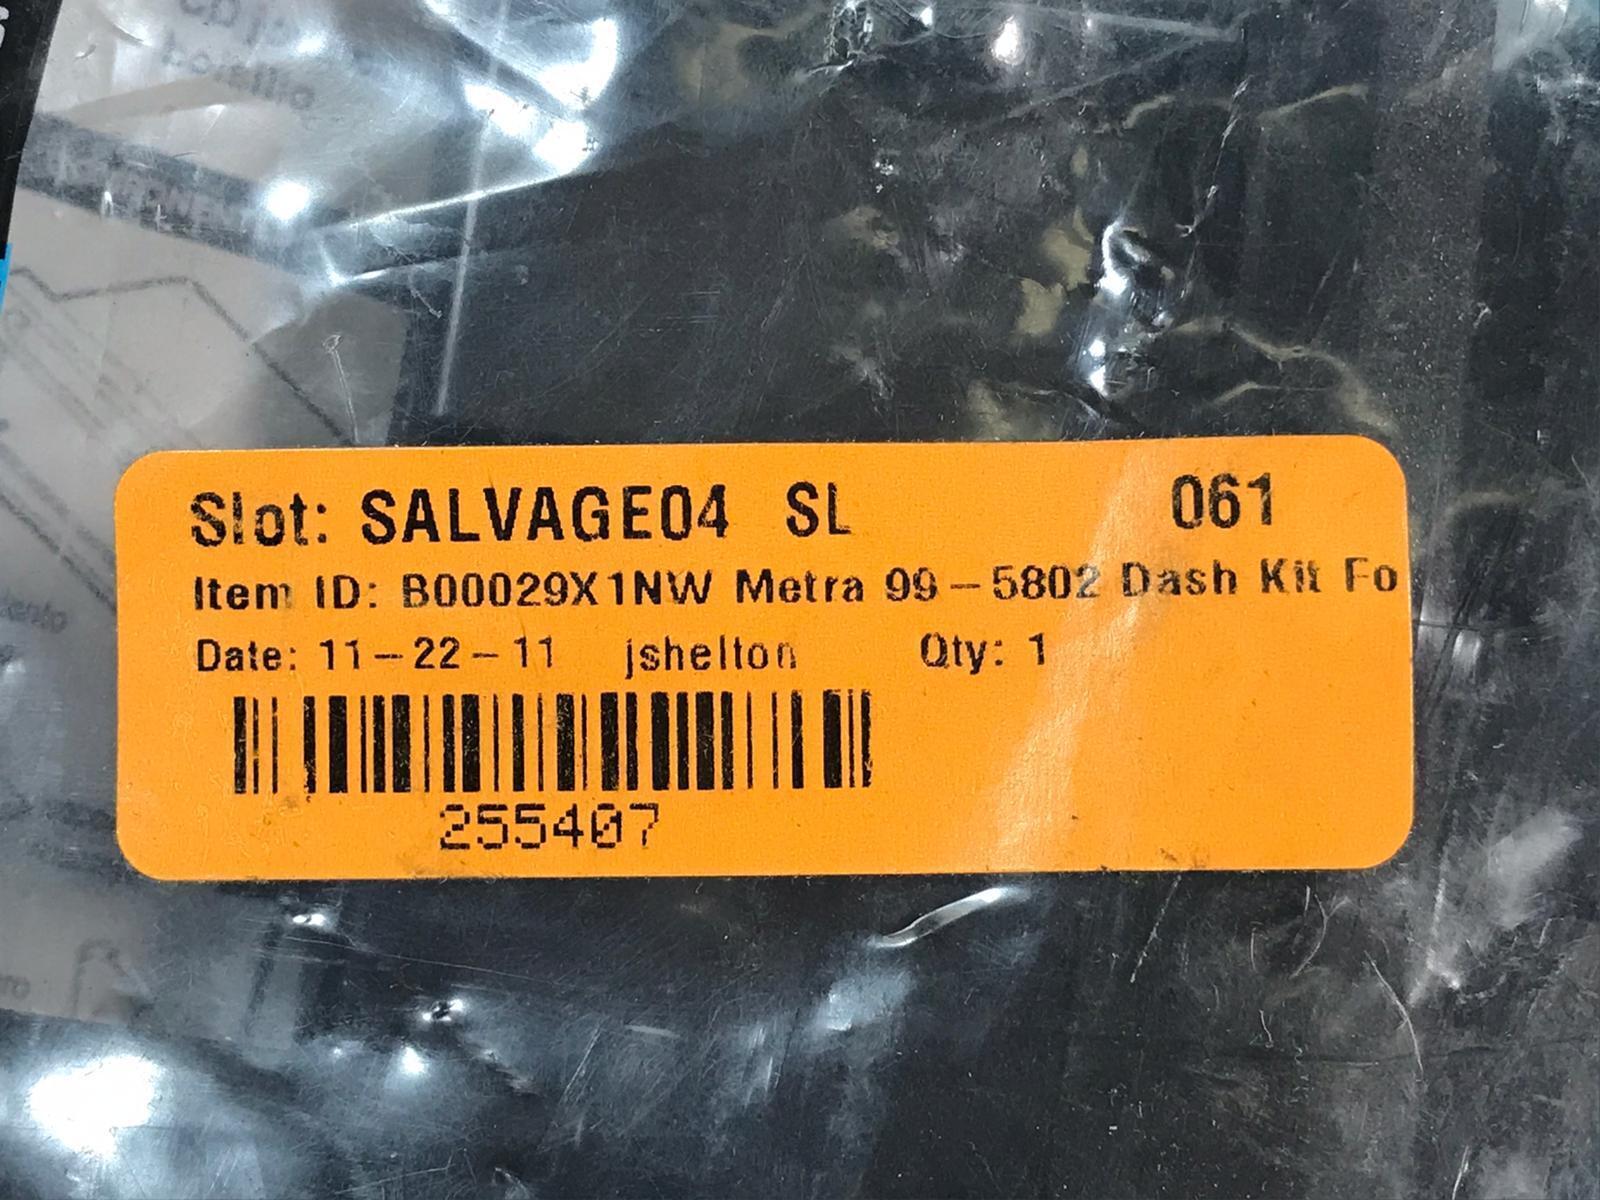 Slot: SALVAGE04 SL 061
Item ID: B00029X1NW Metra 99-5802 Dash Kit Fo
Date: 11-22-11 jshelton Qty: 1
255407